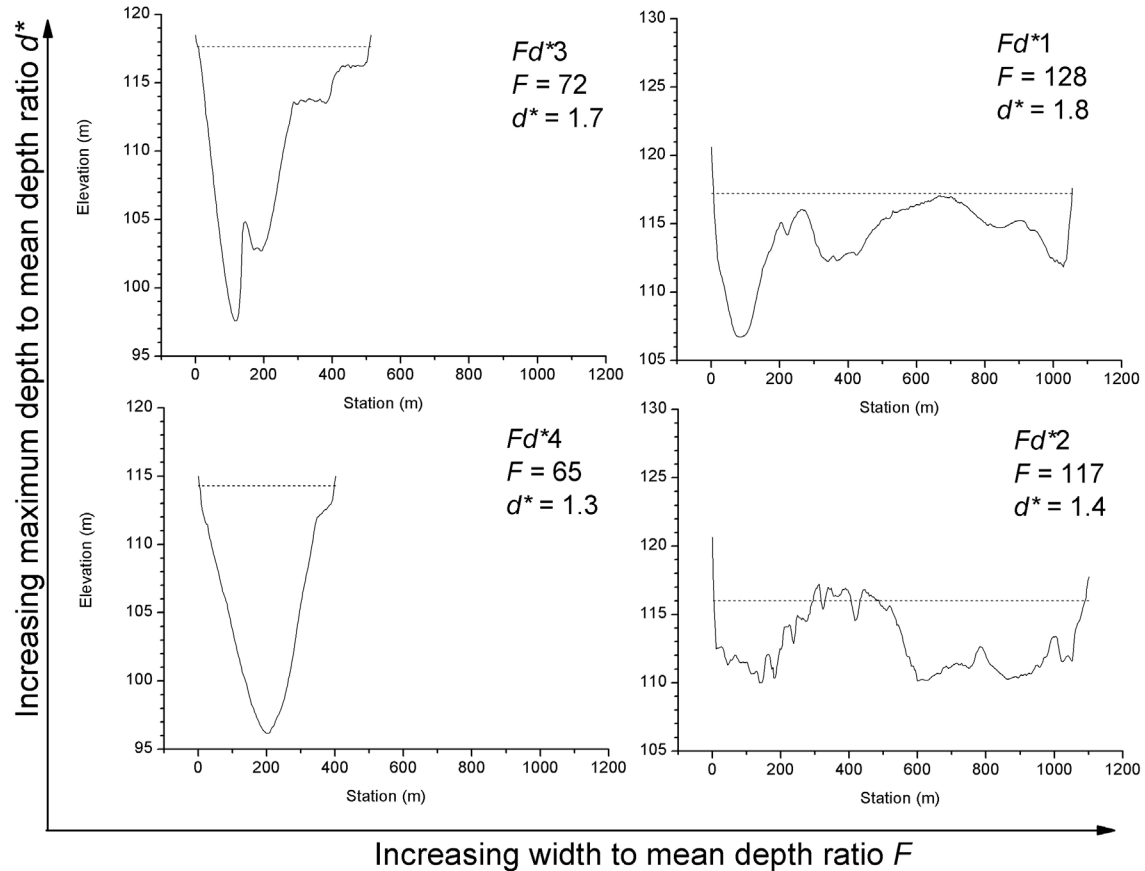 Increasing maximum depth to mean depth ratio d*
120
115
110
105
100
95
Elevation (m)
0 200 400 600 800 1000 1200
Station (m)
Fd*3
F = 72
d* = 1.7
130
125
120
115
110
105
Elevation (m)
0 200 400 600 800 1000 1200
Station (m)
Fd*1
F = 128
d* = 1.8
120
115
110
105
100
95
Elevation (m)
0 200 400 600 800 1000 1200
Station (m)
Fd*4
F = 65
d* = 1.3
130
125
120
115
110
105
Elevation (m)
0 200 400 600 800 1000 1200
Station (m)
Fd*2
F = 117
d* = 1.4
Increasing width to mean depth ratio F